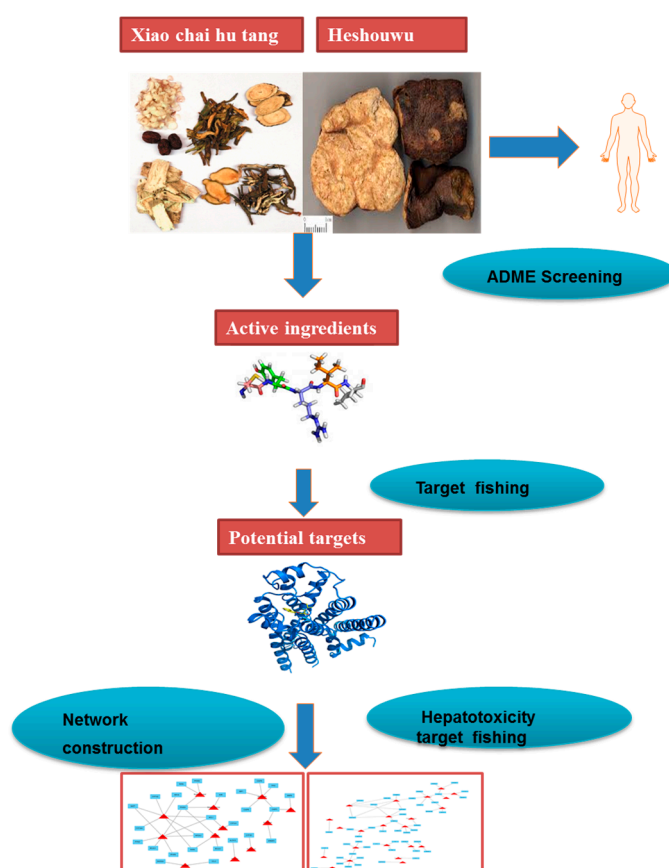 Xiao chai hu tang
Heshouwu
ADME Screening
Active ingredients
Target fishing
Potential targets
Network
construction
Hepatotoxicity
target fishing